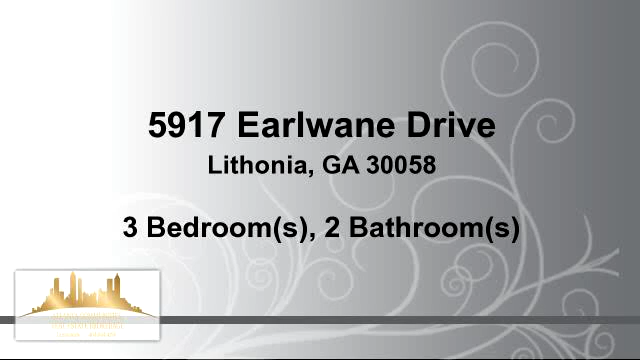 5917 Earlwane Drive
Lithonia, GA 30058
3 Bedroom(s), 2 Bathroom(s)